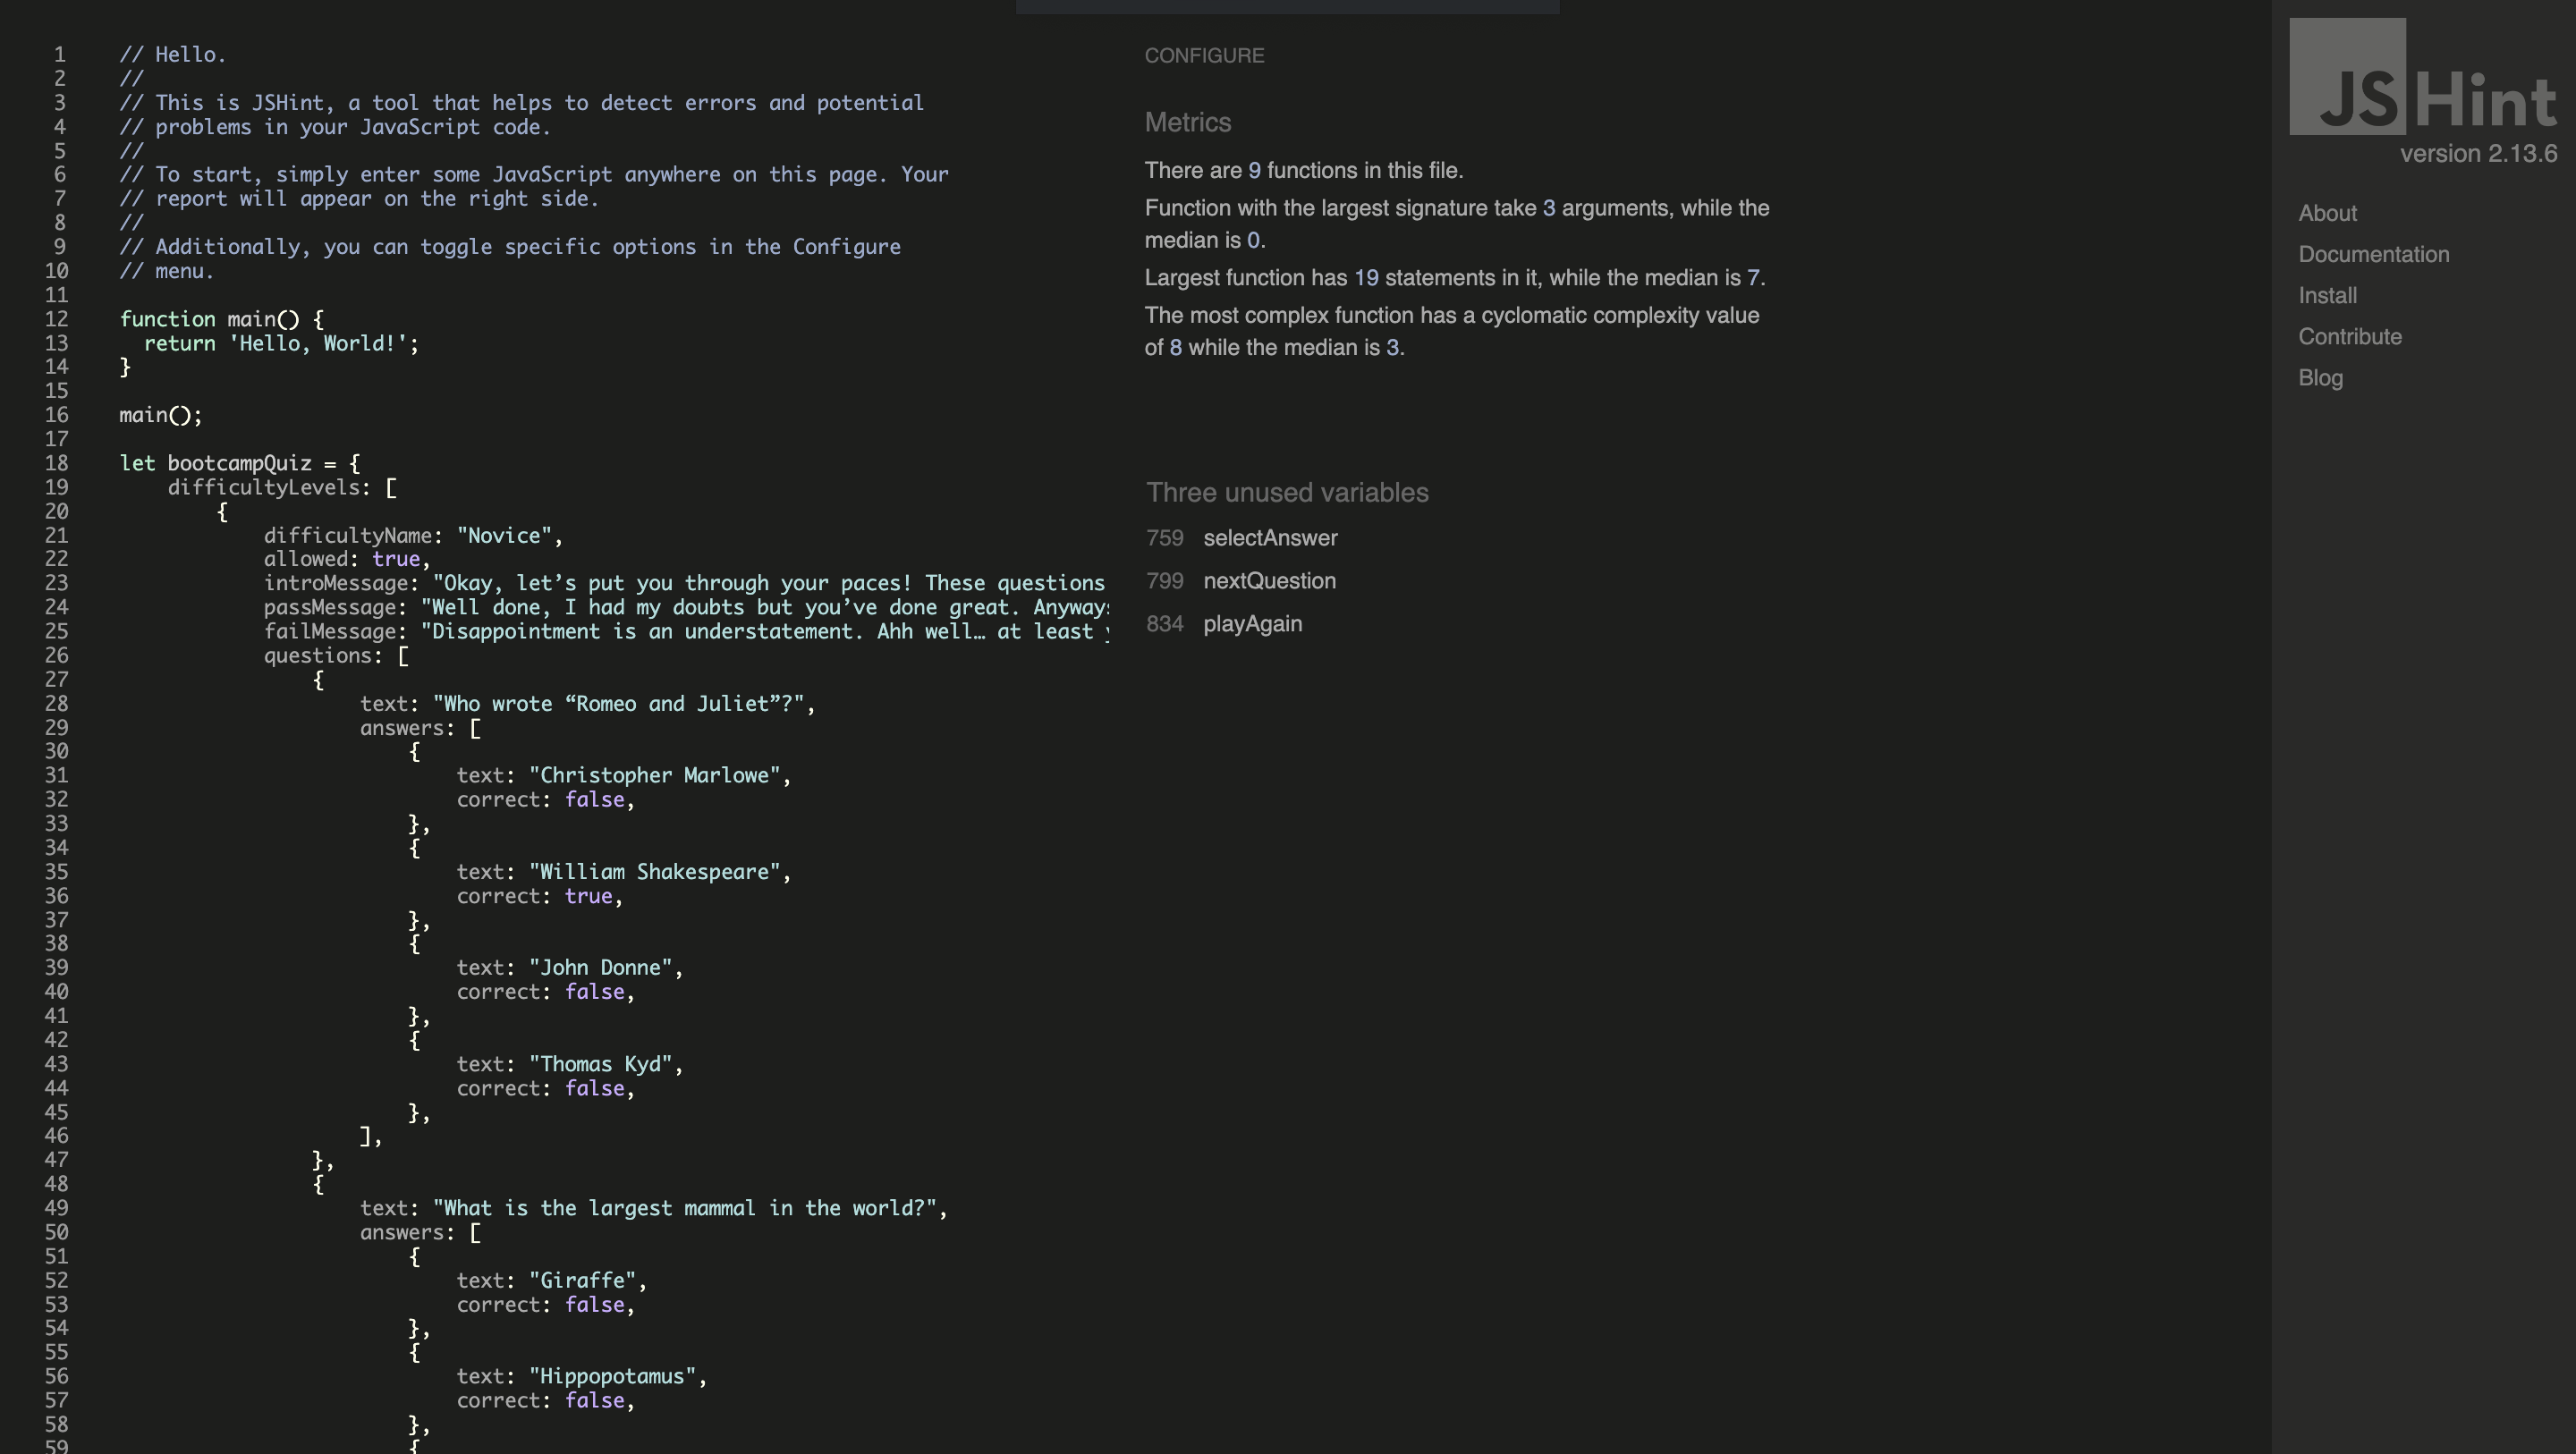 1 // Hello.
2 //
3 // This is JSHint, a tool that helps to detect errors and potential
4 // problems in your JavaScript code.
5 //
6 // To start, simply enter some JavaScript anywhere on this page. Your
7 // report will appear on the right side.
8 //
9 // Additionally, you can toggle specific options in the Configure
10 // menu.
11
12 function main() {
13 return 'Hello, World!';
14 }
15
16 main();
17
18 let bootcampQuiz = {
19 difficultyLevels: [
20 {
21 difficultyName: "Novice",
22 allowed: true,
23 introMessage: "Okay, let’s put you through your paces! These questions
24 passMessage: "Well done, I had my doubts but you’ve done great. Anyways
25 failMessage: "Disappointment is an understatement. Ahh well… at least
26 questions: [
27 {
28 text: "Who wrote “Romeo and Juliet”?",
29 answers: [
30 {
31 text: "Christopher Marlowe",
32 correct: false,
33 },
34 {
35 text: "William Shakespeare",
36 correct: true,
37 },
38 {
39 text: "John Donne",
40 correct: false,
41 },
42 {
43 text: "Thomas Kyd",
44 correct: false,
45 },
46 ],
47 },
48 {
49 text: "What is the largest mammal in the world?",
50 answers: [
51 {
52 text: "Giraffe",
53 correct: false,
54 },
55 {
56 text: "Hippopotamus",
57 correct: false,
58 },
59 {
CONFIGURE
Metrics
There are 9 functions in this file.
Function with the largest signature take 3 arguments, while the
median is 0.
Largest function has 19 statements in it, while the median is 7.
The most complex function has a cyclomatic complexity value
of 8 while the median is 3.
Three unused variables
759 selectAnswer
799 nextQuestion
834 playAgain
JSHint
version 2.13.6
About
Documentation
Install
Contribute
Blog